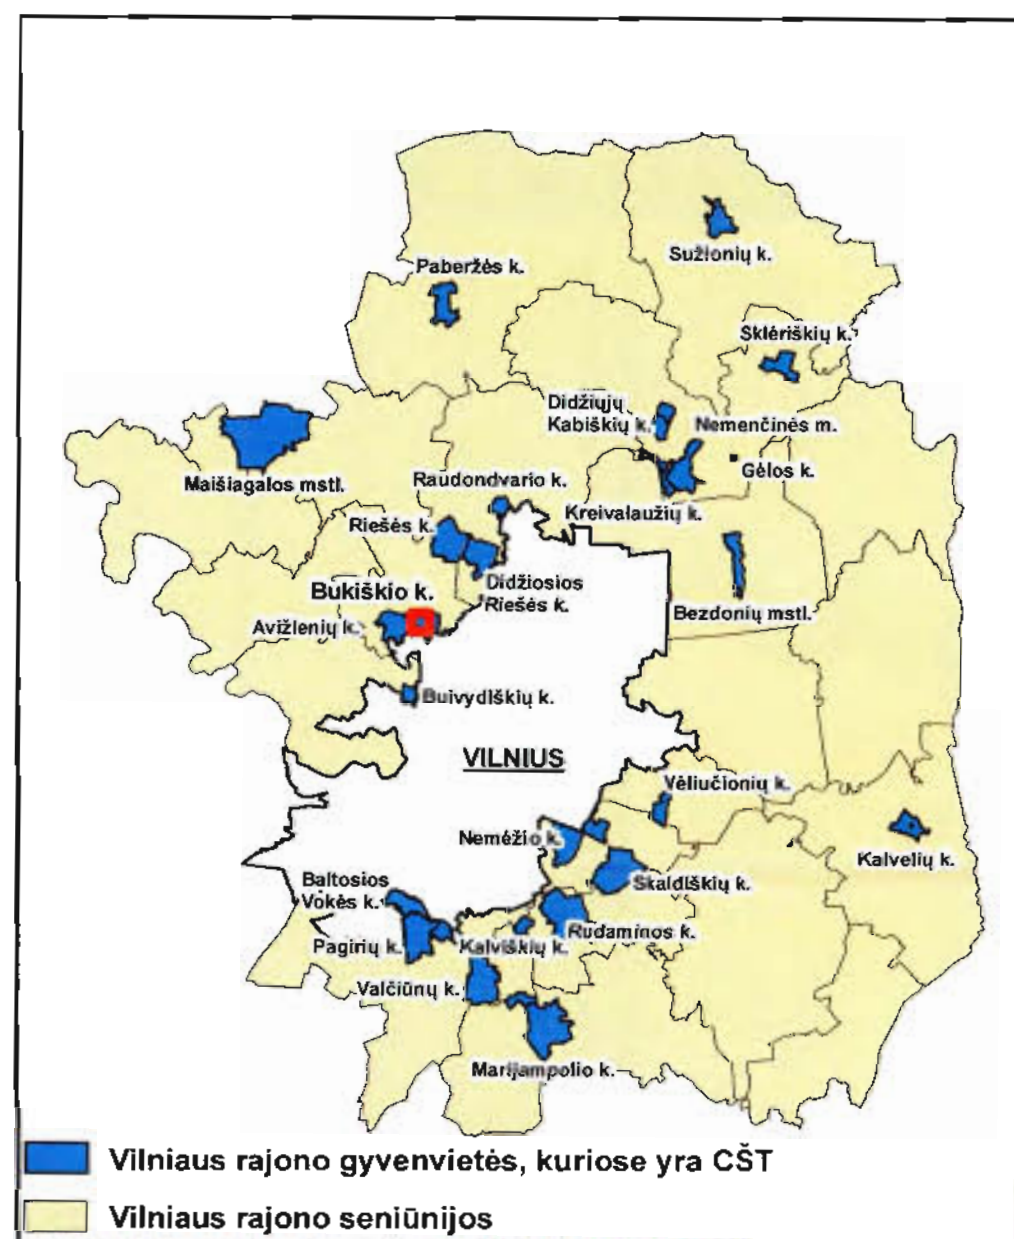 Sužionių k.
Paberžės k.
Sklėriškių k.
Didžiųjų
Kabiškių k.
Nemenčinės m.
Gėlos k.
Maišiagalos mstl.
Raudondvario k.
Kreivalaužių k.
Riešės k.
Didžiosios
Riešės k.
Bukiškio k.
Bezdonių mstl.
Avižienių k.
Buivydiškių k.
VILNIUS
Vėliučionių k.
Nemėžio k.
Kalvelių k.
Skaidiškių k.
Baltosios
Vokės k.
Rudaminos k.
Pagirių k.
Kalviškių k.
Valčiūnų k.
Marijampolio k.
Vilniaus rajono gyvenvietės, kuriose yra CŠT
Vilniaus rajono seniūnijos